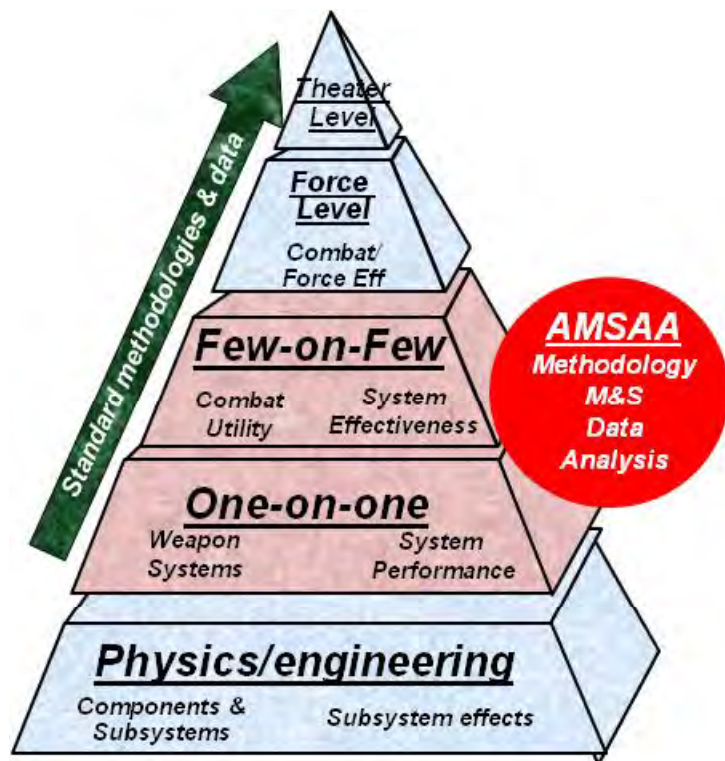 Standard methodologies & data
Theater
Level
Force
Level
Combat/
Force Eff
Few-on-Few
Combat
Utility
System
Effectiveness
AMSAA
Methodology
M&S
Data
Analysis
One-on-one
Weapon
Systems
System
Performance
Physics/engineering
Components &
Subsystems
Subsystem effects